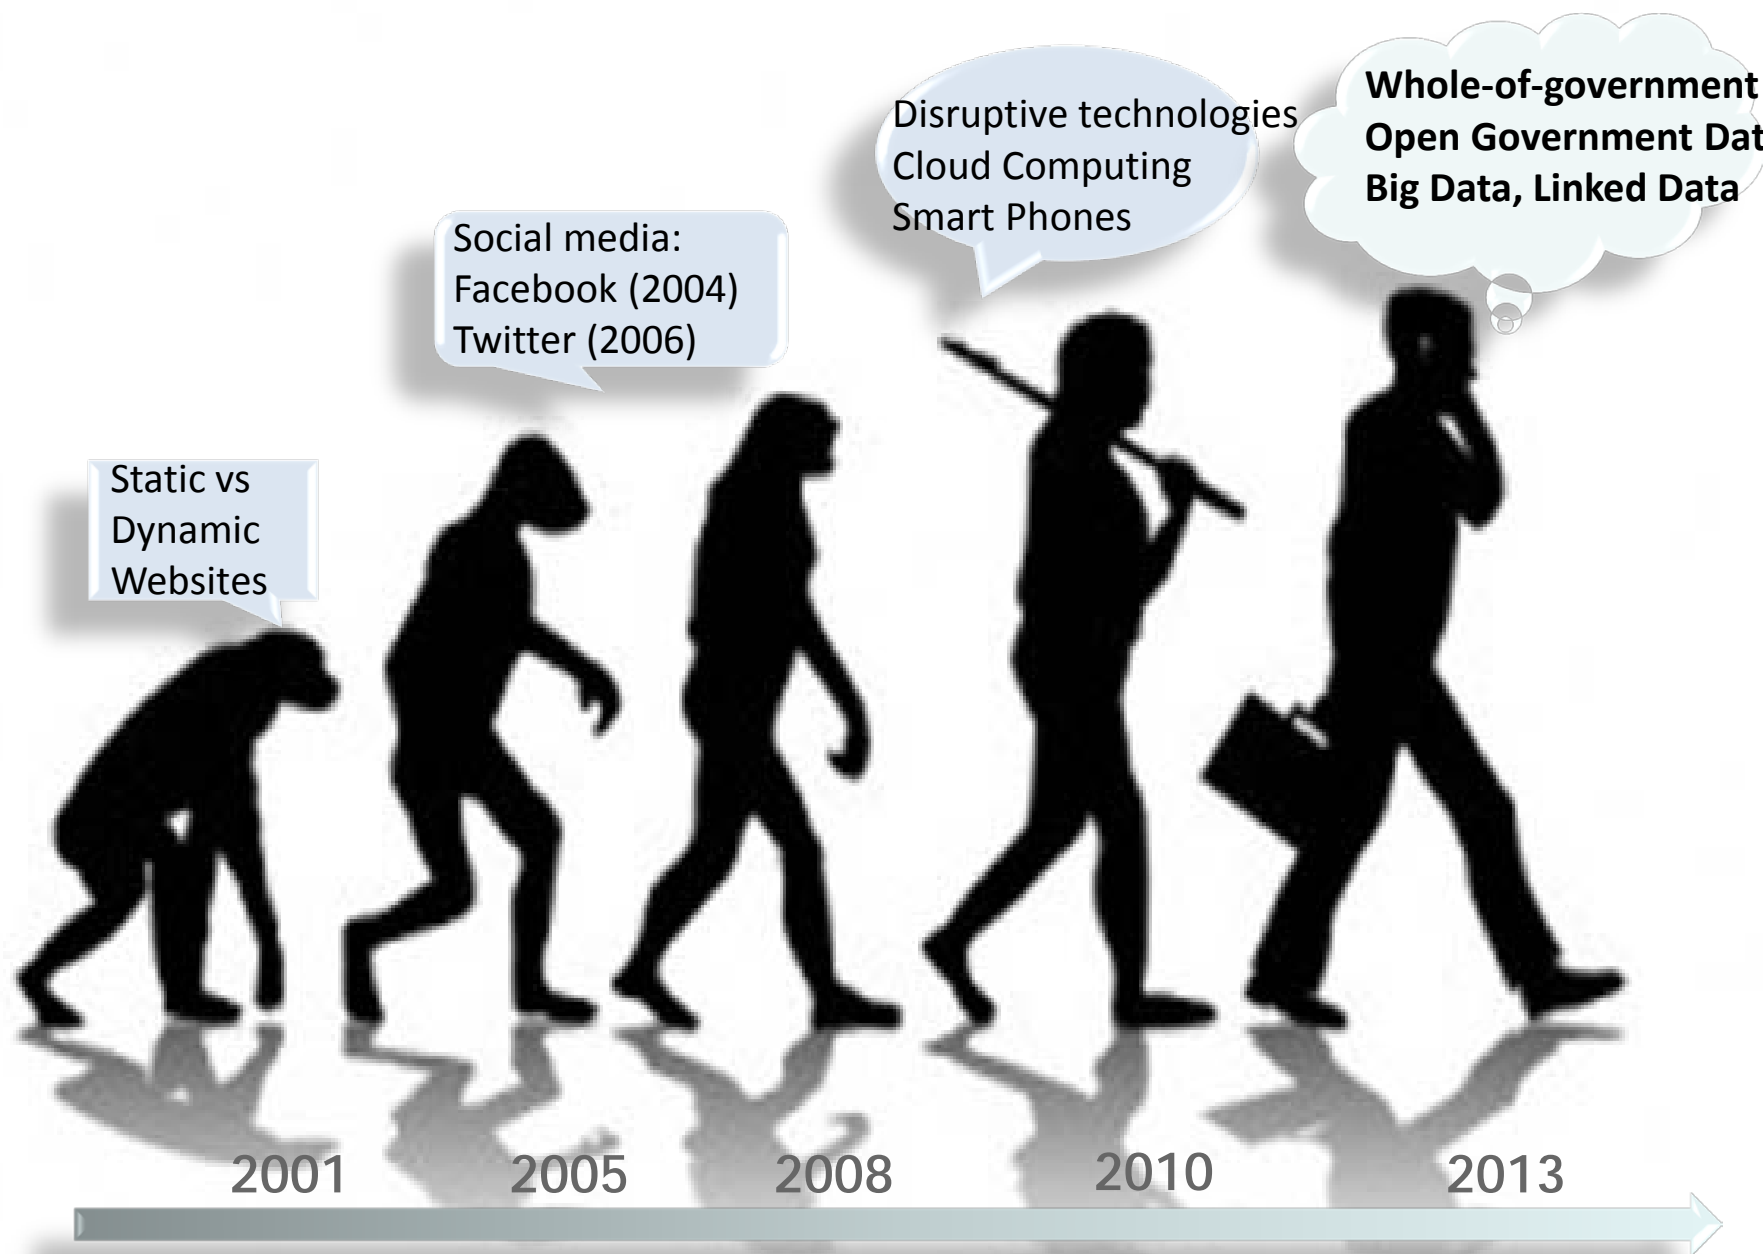 Whole-of-government
Open Government Dat
Big Data, Linked Data
Disruptive technologies
Cloud Computing
Smart Phones
Social media:
Facebook (2004)
Twitter (2006)
Static vs
Dynamic
Websites
2001 2005 2008 2010 2013